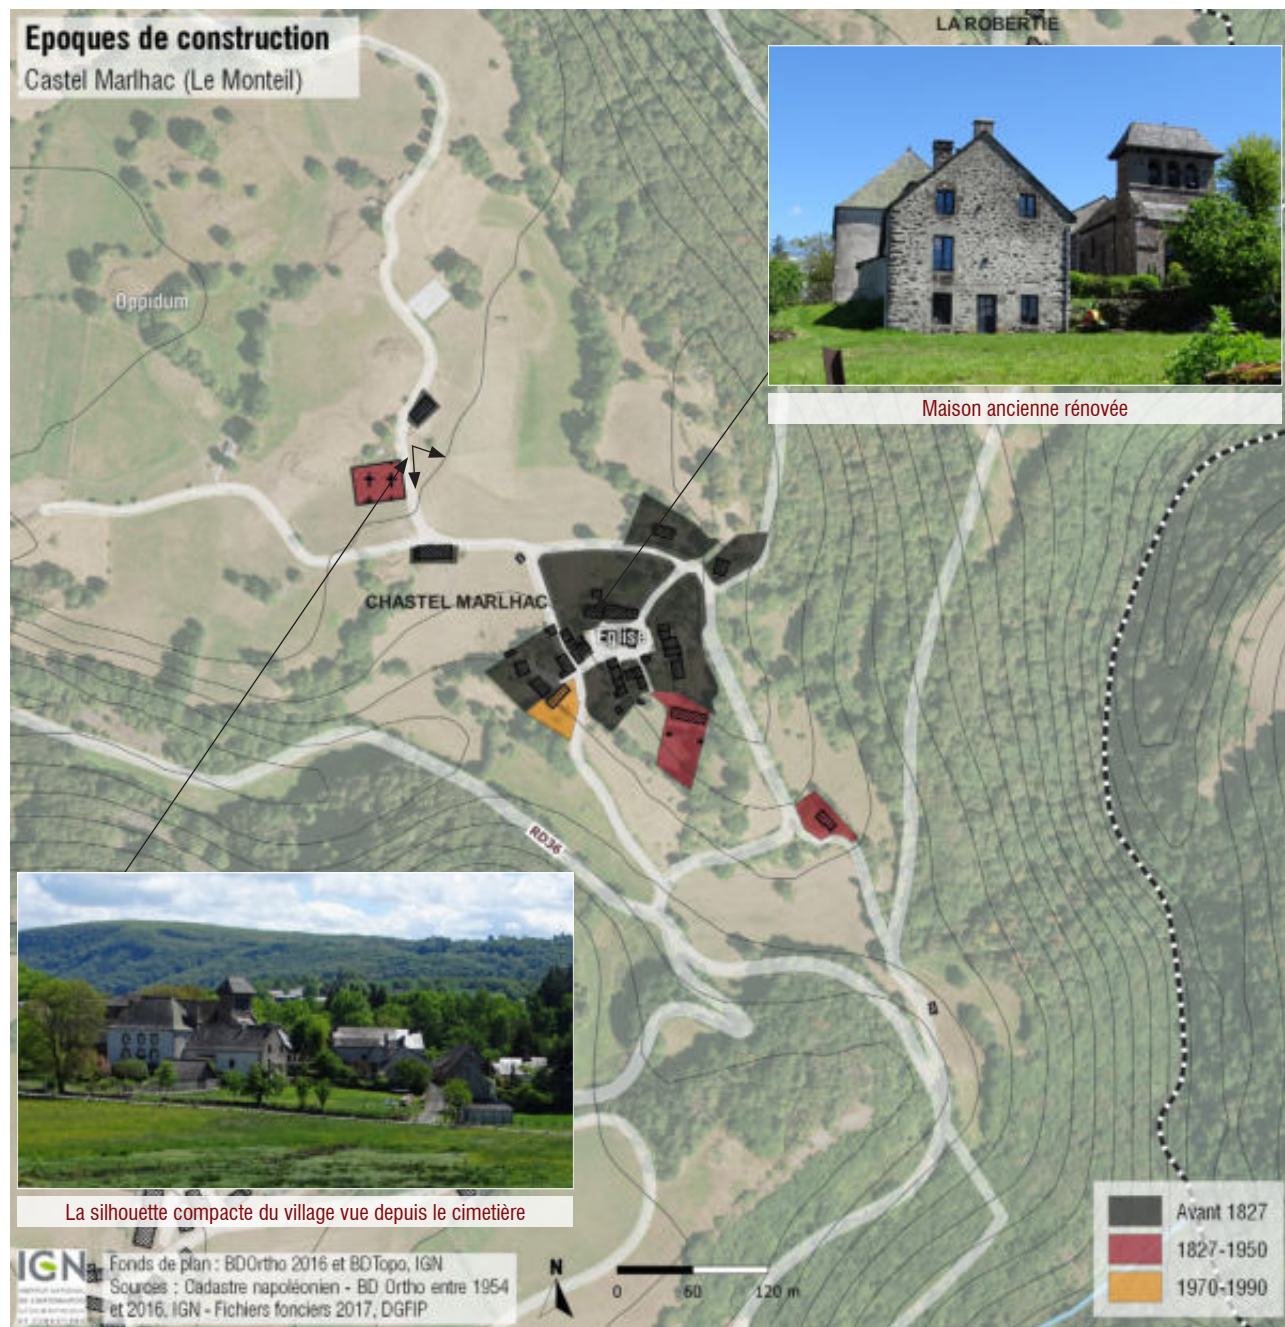 Epoques de construction
Castel Marlhac (Le Monteil)
LA ROBERTIE
Maison ancienne rénovée
Oppidum
CHASTEL MARLHAC
Eglise
RD36
La silhouette compacte du village vue depuis le cimetière
IGN
Fonds de plan : BDOrtho 2016 et BDTopo, IGN
Sources : Cadastre napoléonien - BD Ortho entre 1954
et 2016, IGN - Fichiers fonciers 2017, DGFIP
N
0 60 120 m
Avant 1827
1827-1950
1970-1990